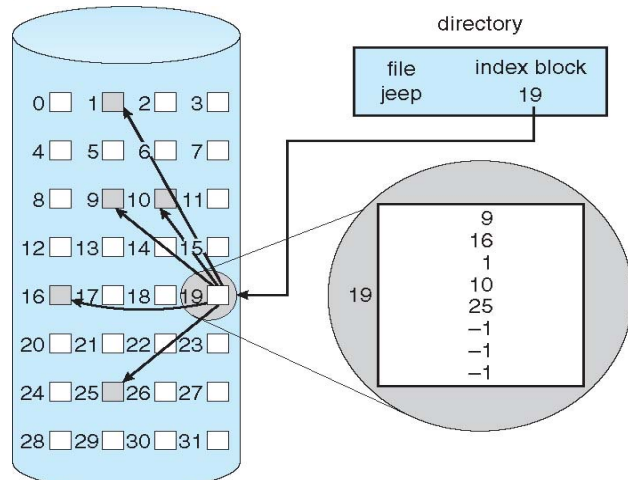 directory
file index block
jeep 19
0 1 2 3
4 5 6 7
8 9 10 11
12 13 14 15
16 17 18 19
20 21 22 23
24 25 26 27
28 29 30 31
19
9
16
1
10
25
–1
–1
–1